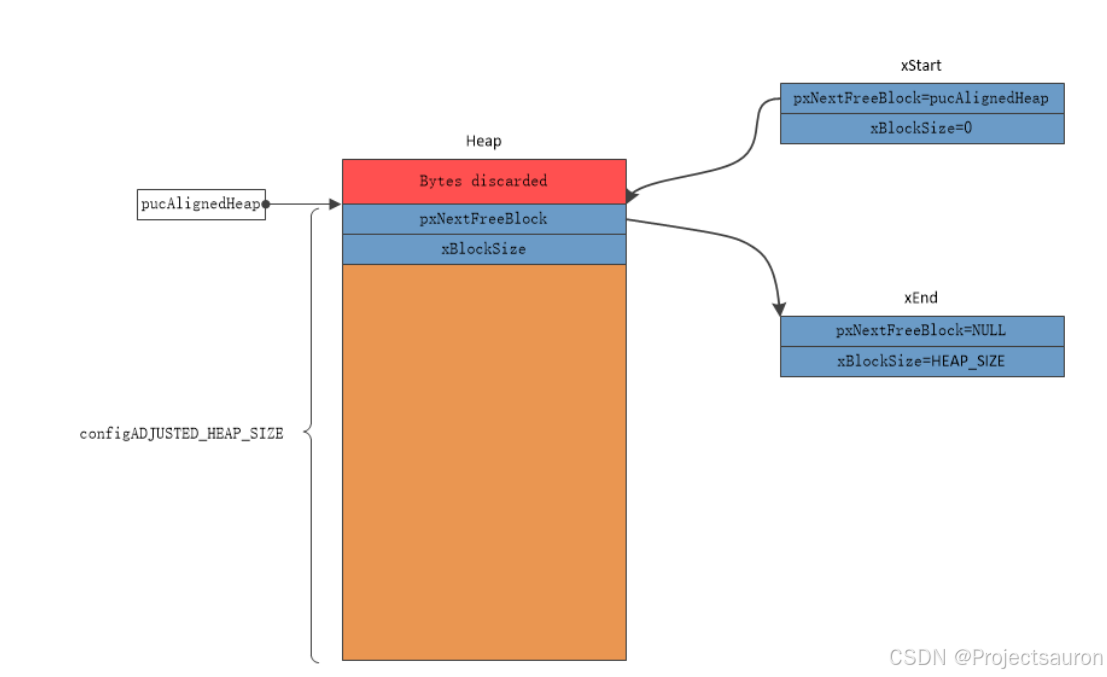 xStart
pxNextFreeBlock=pucAlignedHeap
xBlockSize=0
Heap
Bytes discarded
pucAlignedHeap
pxNextFreeBlock
xBlockSize
xEnd
pxNextFreeBlock=NULL
xBlockSize=HEAP_SIZE
configADJUSTED_HEAP_SIZE
CSDN @Projectsauron